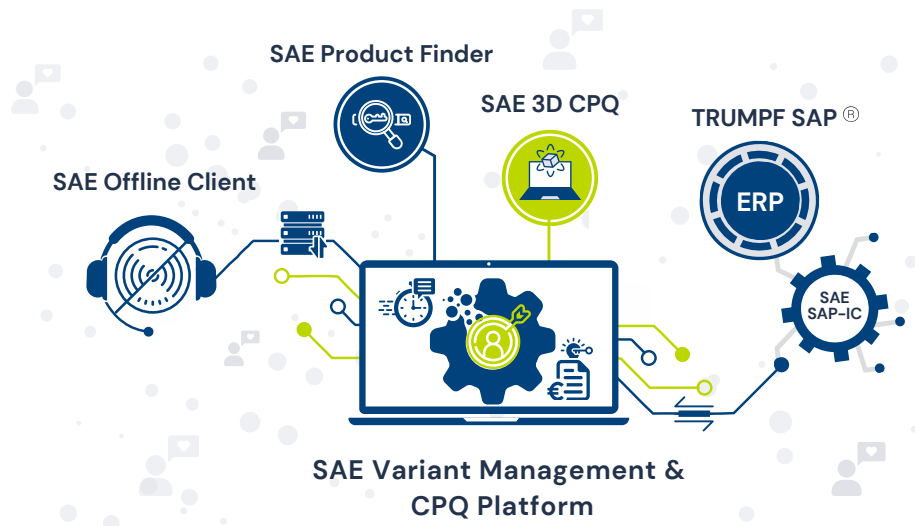 SAE Product Finder
SAE 3D CPQ
TRUMPF SAP ®
SAE Offline Client
ERP
SAE
SAP-IC
€
SAE Variant Management &
CPQ Platform